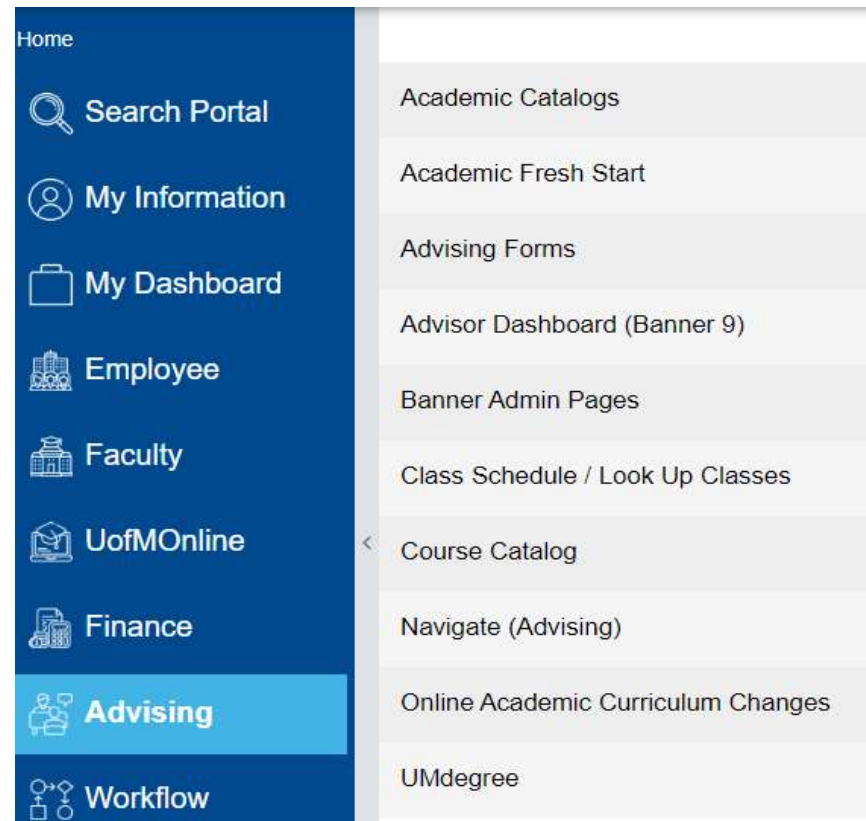 Home
Search Portal
My Information
My Dashboard
Employee
Faculty
UofMOnline
Finance
Advising
Workflow
<
Academic Catalogs
Academic Fresh Start
Advising Forms
Advisor Dashboard (Banner 9)
Banner Admin Pages
Class Schedule / Look Up Classes
Course Catalog
Navigate (Advising)
Online Academic Curriculum Changes
UMdegree